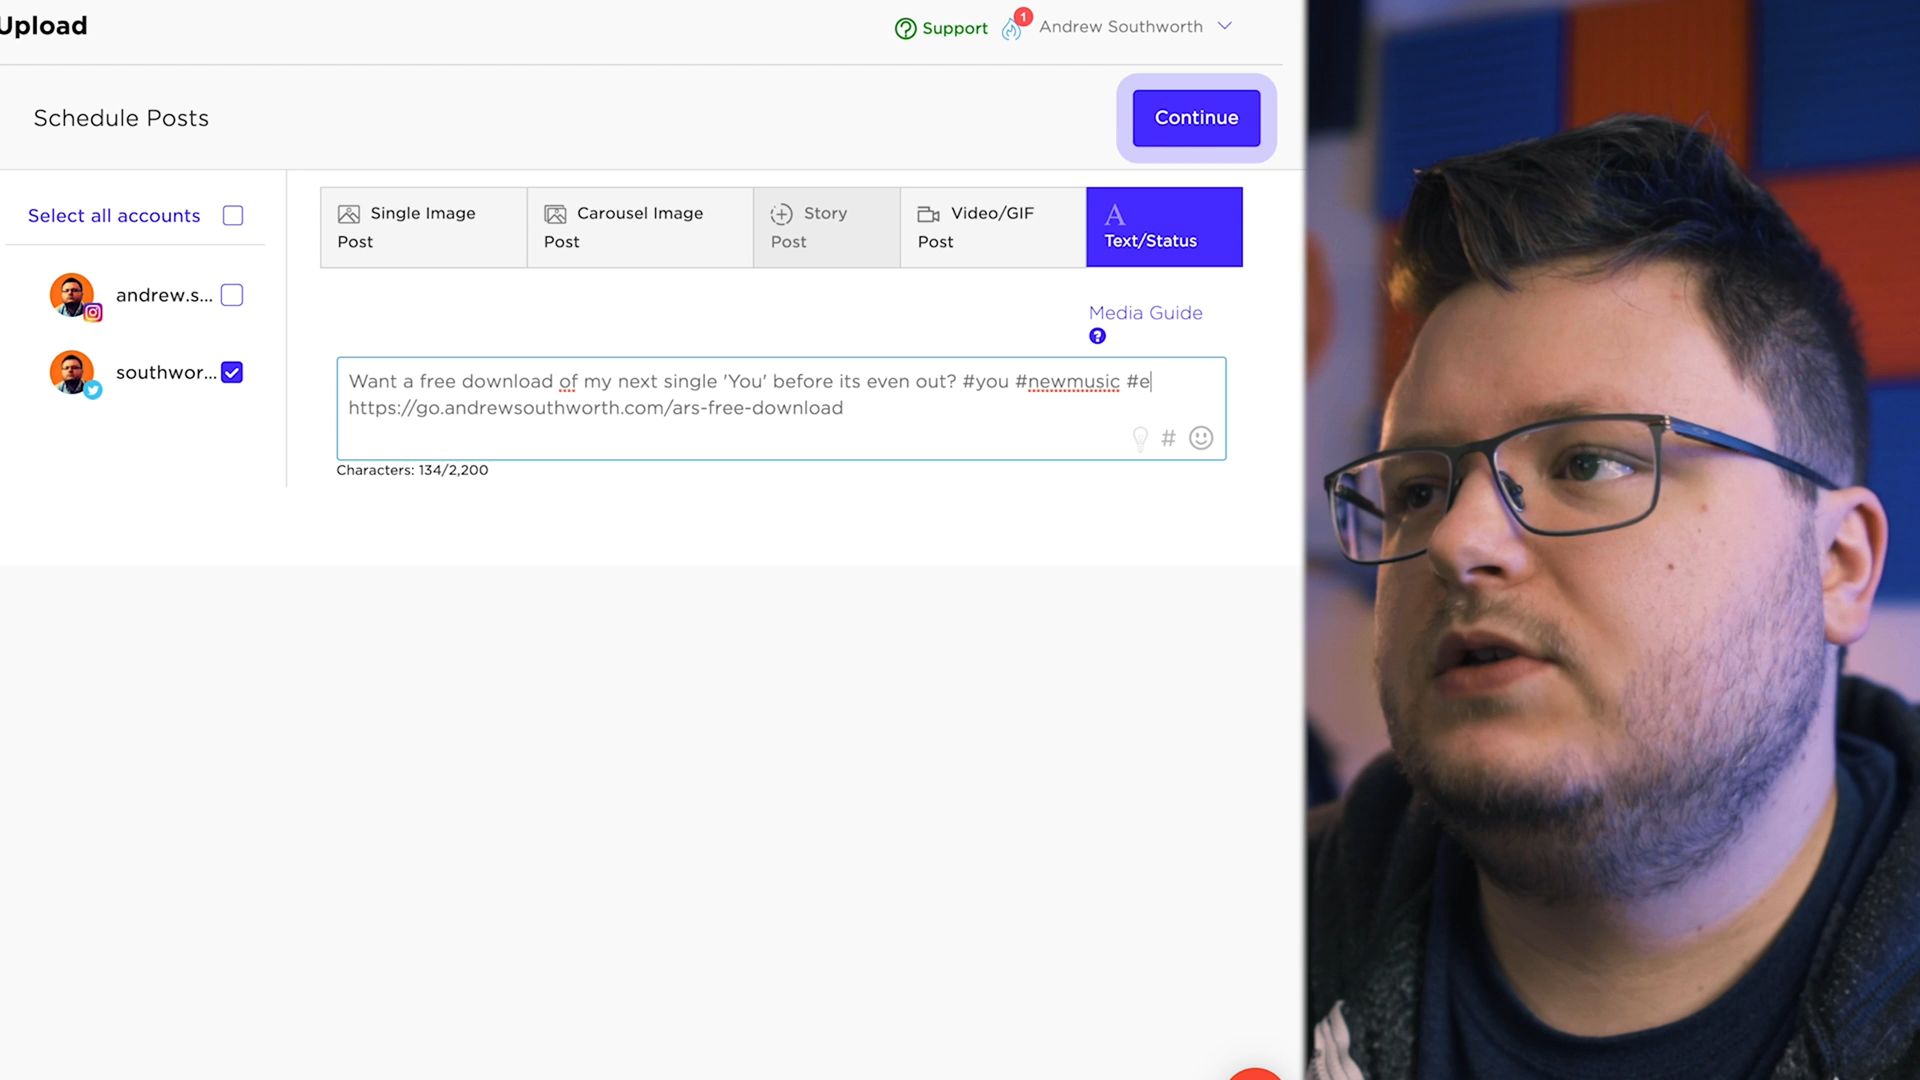 Upload
Support
1
Andrew Southworth
Schedule Posts
Continue
Select all accounts
andrew.s...
southwor...
Single Image
Post
Carousel Image
Post
Story
Post
Video/GIF
Post
A
Text/Status
Media Guide
?
Want a free download of my next single 'You' before its even out? #you #newmusic #e
https://go.andrewsouthworth.com/ars-free-download
#
Characters: 134/2,200